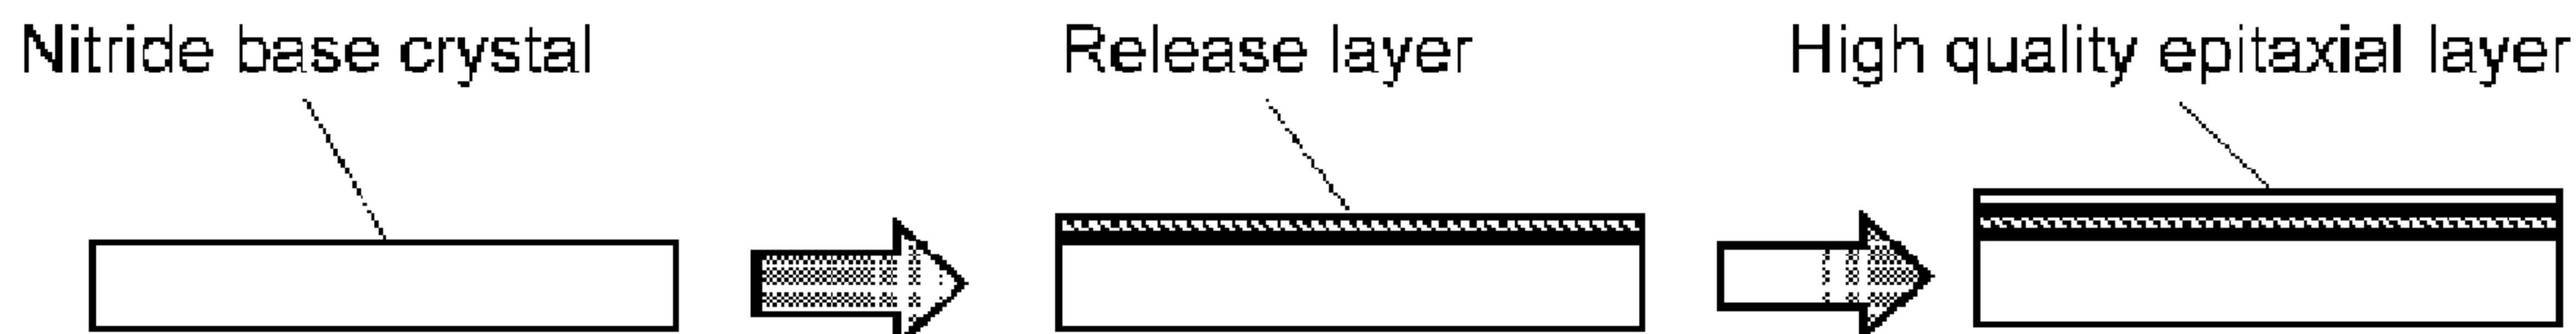 Nitride base crystal
Release layer
High quality epitaxial layer